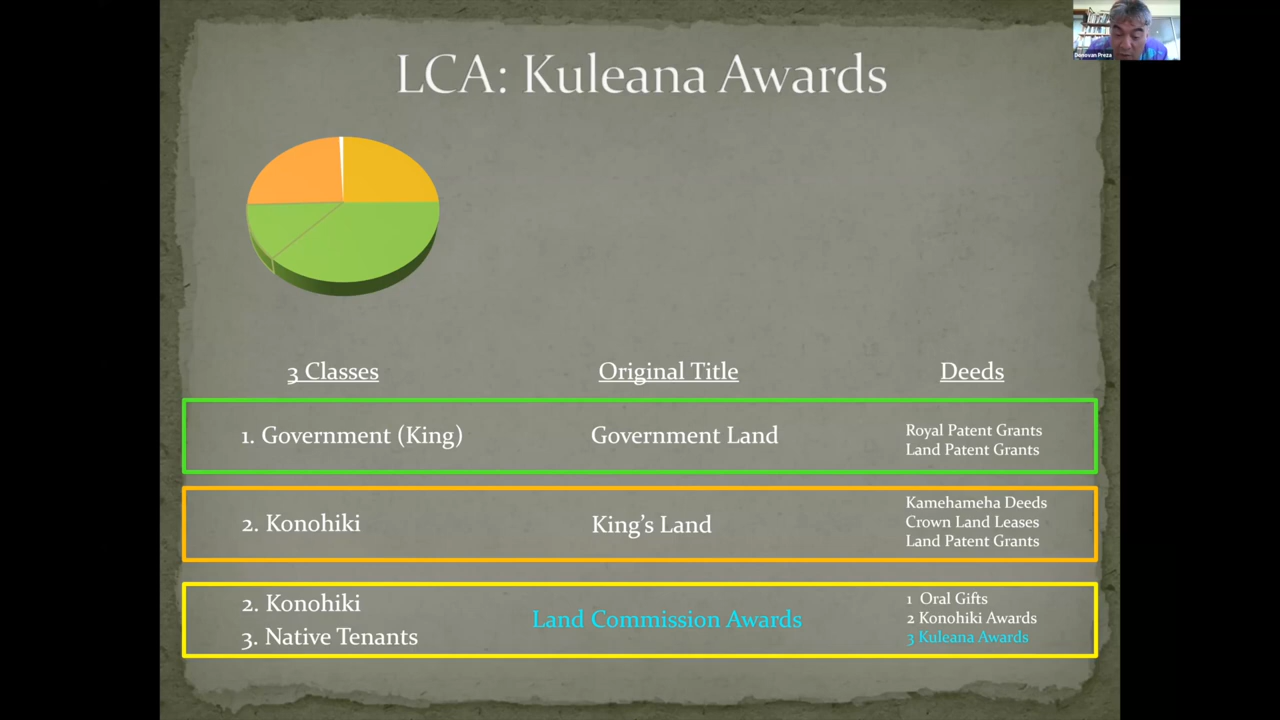 LCA: Kuleana Awards
Donovan Preza
3 Classes
Original Title
Deeds
1. Government (King)
Government Land
Royal Patent Grants
Land Patent Grants
2. Konohiki
King's Land
Kamehameha Deeds
Crown Land Leases
Land Patent Grants
2. Konohiki
3. Native Tenants
Land Commission Awards
1 Oral Gifts
2 Konohiki Awards
3 Kuleana Awards